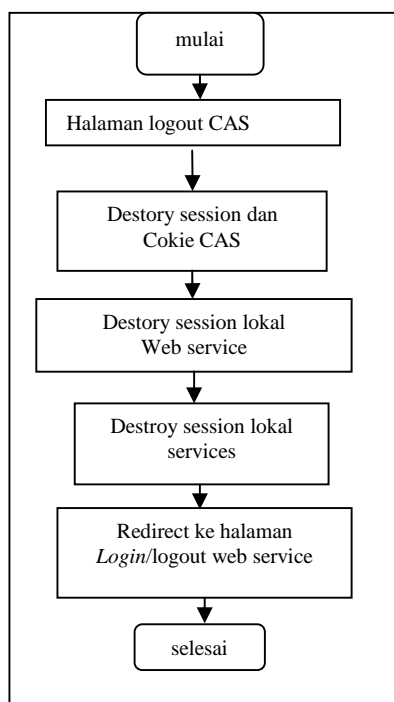 mulai
Halaman logout CAS
Destory session dan
Cokie CAS
Destory session lokal
Web service
Destroy session lokal
services
Redirect ke halaman
Login/logout web service
selesai